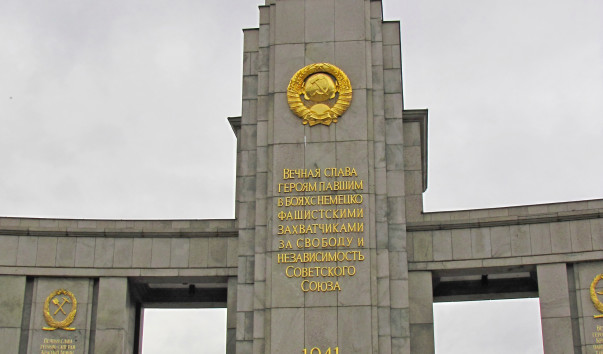 ВЕЧНАЯ СЛАВА
ГЕРОЯМ ПАВШИМ
В БОЯХ С НЕМЕЦКО
ФАШИСТСКИМИ
ЗАХВАТЧИКАМИ
ЗА СВОБОДУ И
НЕЗАВИСИМОСТЬ
СОВЕТСКОГО
СОЮЗА
1941